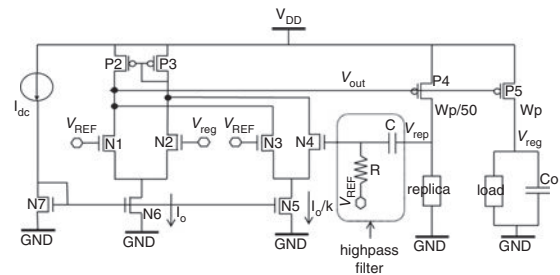 V_DD
P2
P3
V_out
P4
P5
I_dc
Wp/50
Wp
V_REF
N1
N2
V_reg
V_REF
N3
N4
C
V_rep
V_reg
R
V_REF
replica
load
Co
N7
N6
I_o
N5
I_o/k
GND
GND
GND
GND
GND
highpass
filter